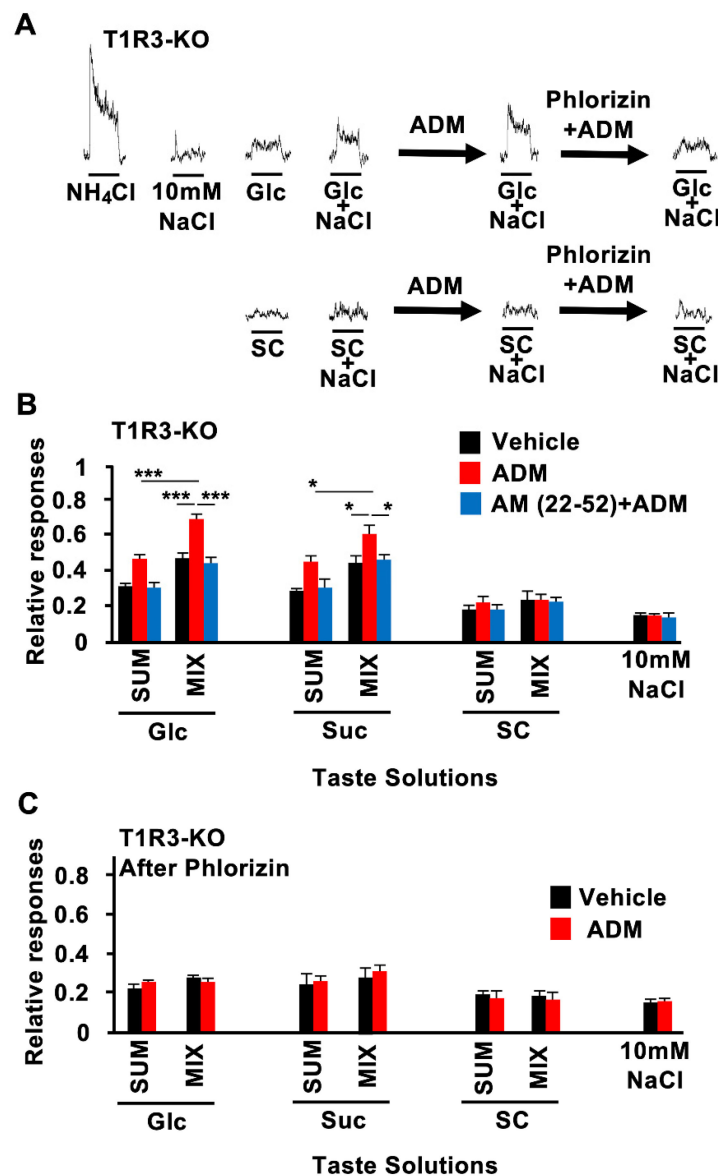 A
T1R3-KO
NH4Cl
10mM
NaCl
Glc
Glc
+
NaCl
ADM
Glc
+
NaCl
Phlorizin
+ADM
Glc
+
NaCl
SC
SC
+
NaCl
ADM
SC
+
NaCl
Phlorizin
+ADM
SC
+
NaCl
B
T1R3-KO
Vehicle
ADM
AM (22-52)+ADM
Relative responses
1
0.8
0.6
0.4
0.2
0
***
***
***
*
*
*
SUM
MIX
SUM
MIX
SUM
MIX
10mM
NaCl
Glc
Suc
SC
Taste Solutions
C
T1R3-KO
After Phlorizin
Vehicle
ADM
Relative responses
0.8
0.6
0.4
0.2
0
SUM
MIX
SUM
MIX
SUM
MIX
10mM
NaCl
Glc
Suc
SC
Taste Solutions